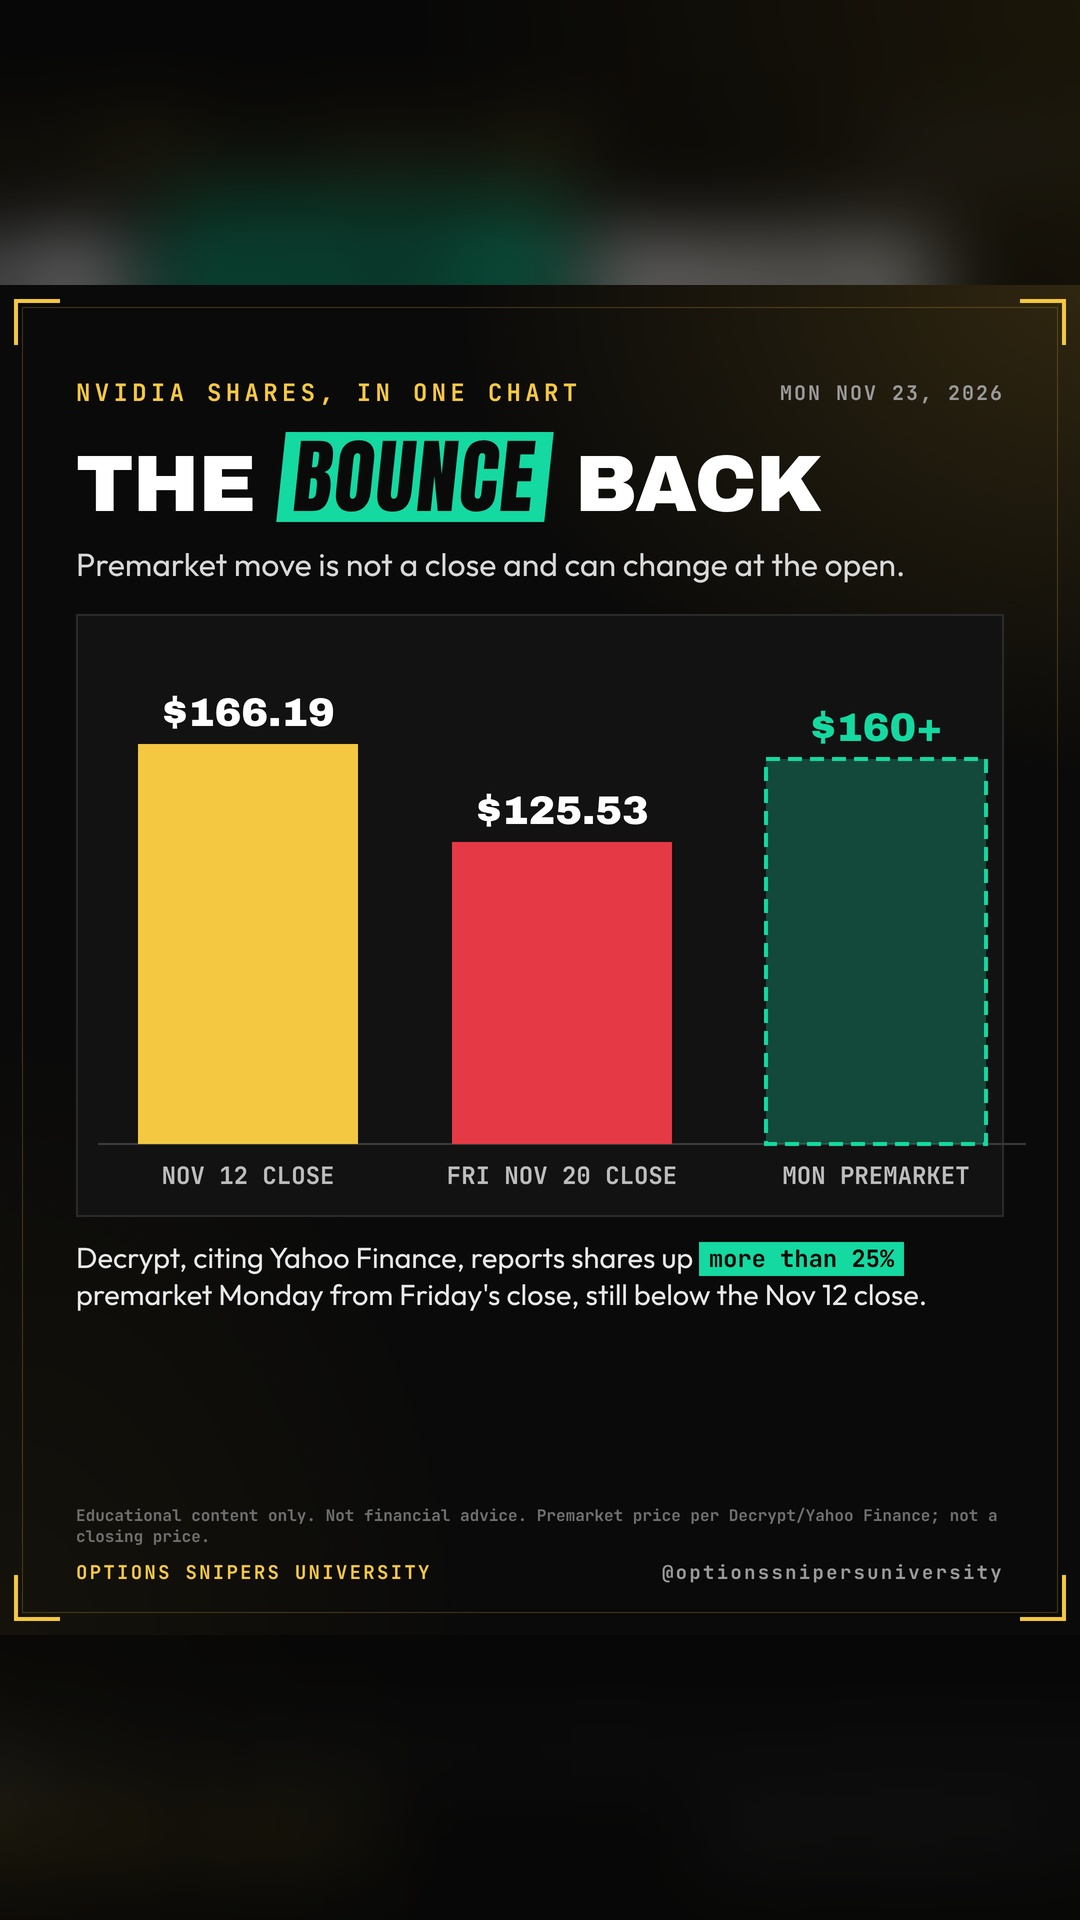 NVIDIA SHARES, IN ONE CHART
MON NOV 23, 2026
THE BOUNCE BACK
Premarket move is not a close and can change at the open.
$166.19
$125.53
$160+
NOV 12 CLOSE
FRI NOV 20 CLOSE
MON PREMARKET
Decrypt, citing Yahoo Finance, reports shares up more than 25%
premarket Monday from Friday's close, still below the Nov 12 close.
Educational content only. Not financial advice. Premarket price per Decrypt/Yahoo Finance; not a
closing price.
OPTIONS SNIPERS UNIVERSITY
@optionssnipersuniversity